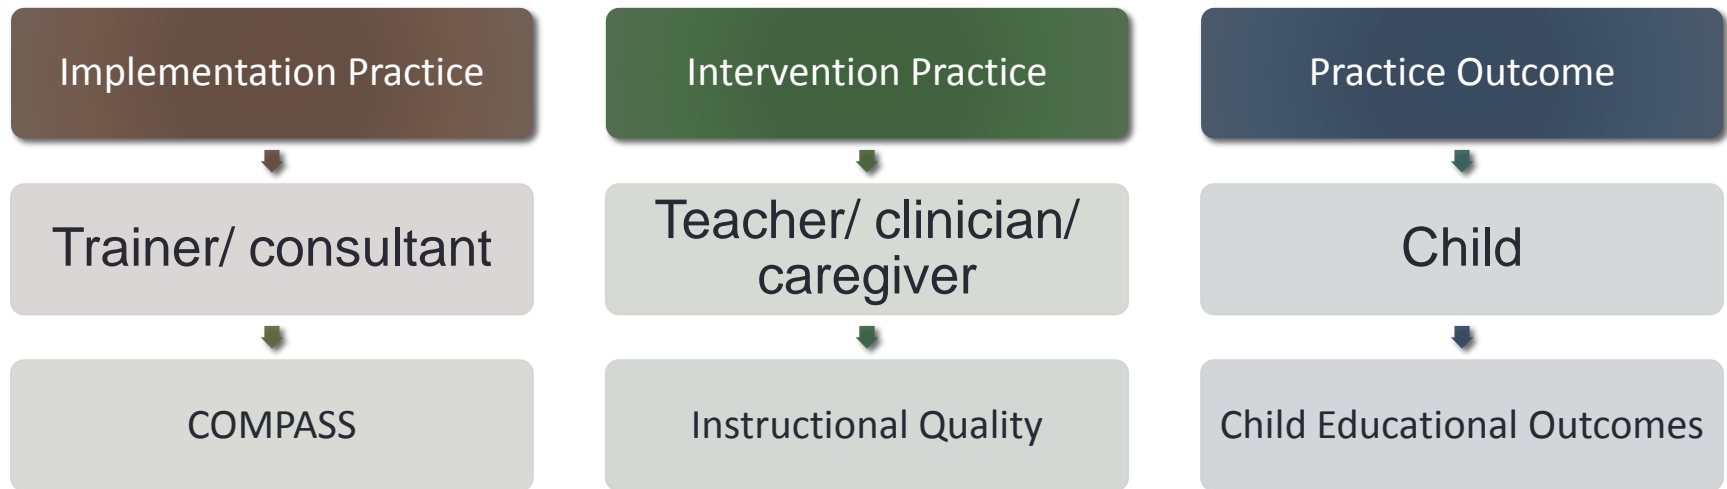 Implementation Practice
Trainer/ consultant
COMPASS
Intervention Practice
Teacher/ clinician/
caregiver
Instructional Quality
Practice Outcome
Child
Child Educational Outcomes